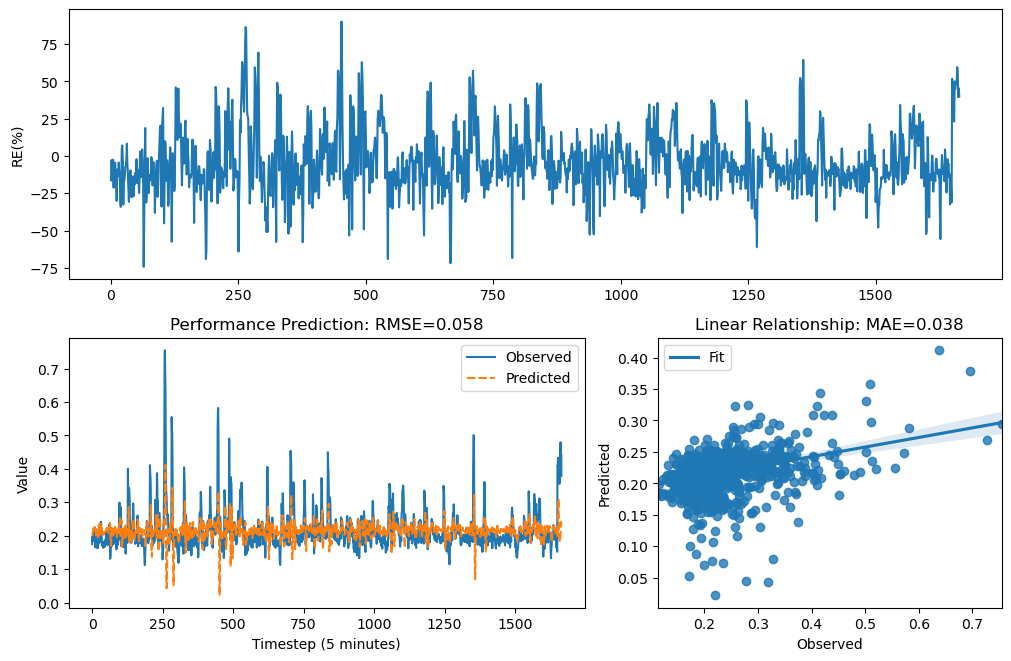 RE(%)
75
50
25
0
−25
−50
−75
0 250 500 750 1000 1250 1500
Performance Prediction: RMSE=0.058
Value
0.7
0.6
0.5
0.4
0.3
0.2
0.1
0.0
Observed
Predicted
0 250 500 750 1000 1250 1500
Timestep (5 minutes)
Linear Relationship: MAE=0.038
Predicted
0.40
0.35
0.30
0.25
0.20
0.15
0.10
0.05
Fit
0.2 0.3 0.4 0.5 0.6 0.7
Observed